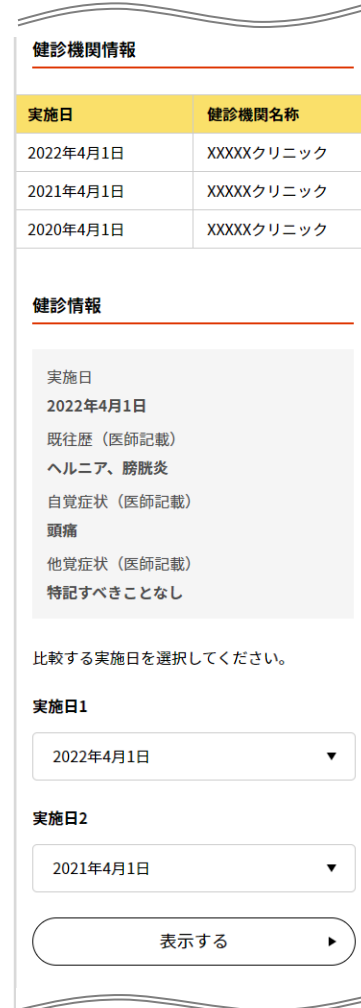 健診機関情報
実施日 健診機関名称
2022年4月1日 XXXXXクリニック
2021年4月1日 XXXXXクリニック
2020年4月1日 XXXXXクリニック
健診情報
実施日
2022年4月1日
既往歴（医師記載）
ヘルニア、膀胱炎
自覚症状（医師記載）
頭痛
他覚症状（医師記載）
特記すべきことなし
比較する実施日を選択してください。
実施日1
2022年4月1日 ▼
実施日2
2021年4月1日 ▼
表示する ▶